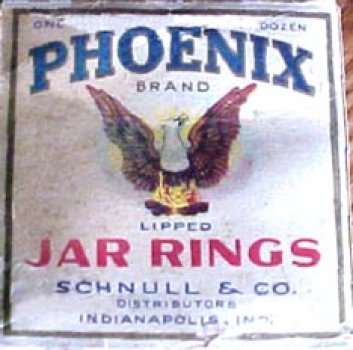 ONE DOZEN
PHOENIX
BRAND
LIPPED
JAR RINGS
SCHNULL & CO.
DISTRIBUTORS
INDIANAPOLIS, IND.